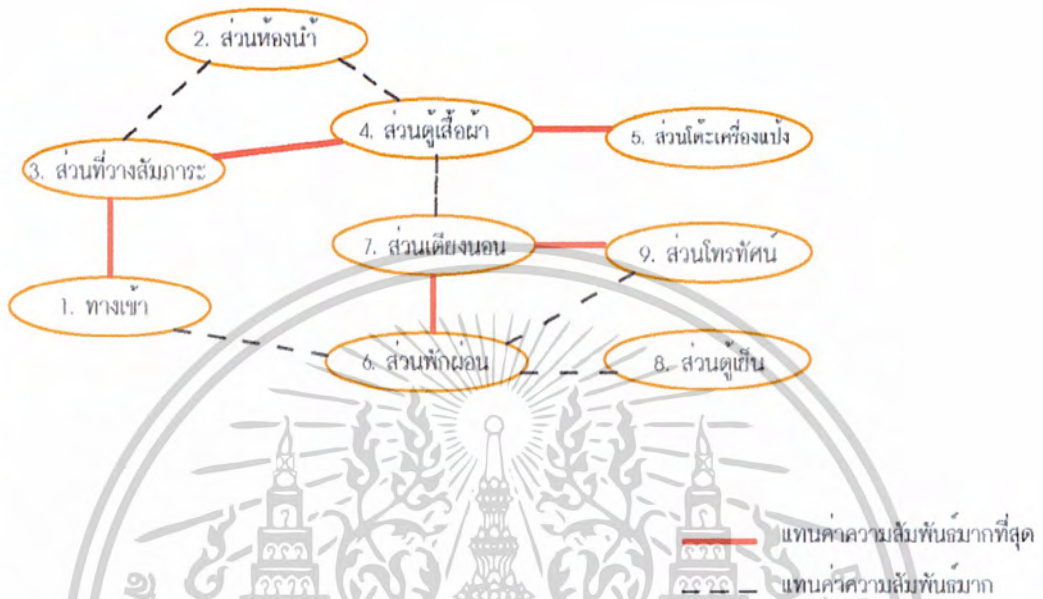 2. ส่วนห้องน้ำ
4. ส่วนตู้เสื้อผ้า
5. ส่วนโต๊ะเครื่องแป้ง
3. ส่วนที่วางสัมภาระ
7. ส่วนเตียงนอน
9. ส่วนโทรทัศน์
1. ทางเข้า
6. ส่วนพักผ่อน
8. ส่วนตู้เย็น
แทนค่าความสัมพันธ์มากที่สุด
แทนค่าความสัมพันธ์มาก